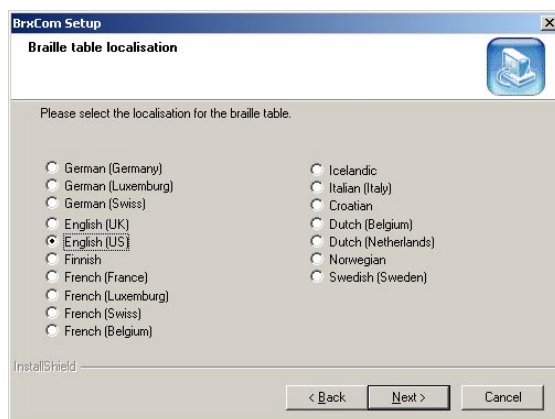 BrxCom Setup
Braille table localisation
Please select the localisation for the braille table.
German (Germany)
German (Luxemburg)
German (Swiss)
English (UK)
English (US)
Finnish
French (France)
French (Luxemburg)
French (Swiss)
French (Belgium)
Icelandic
Italian (Italy)
Croatian
Dutch (Belgium)
Dutch (Netherlands)
Norwegian
Swedish (Sweden)
InstallShield
< Back
Next >
Cancel